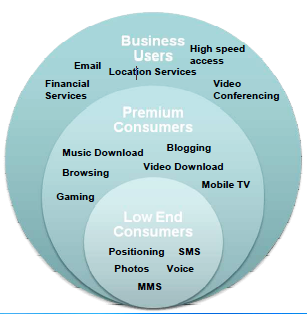 Business
Users
High speed
access
Email
Location Services
Financial
Services
Video
Conferencing
Premium
Consumers
Blogging
Music Download
Video Download
Browsing
Mobile TV
Gaming
Low End
Consumers
Positioning SMS
Photos Voice
MMS